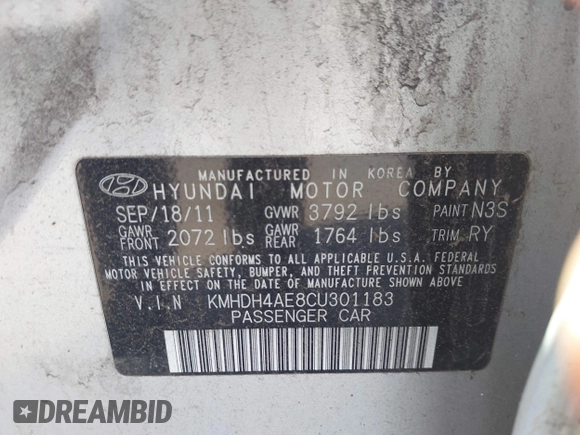 MANUFACTURED IN KOREA BY
HYUNDAI MOTOR COMPANY
SEP/18/11 GVWR 3792 lbs PAINT N3S
GAWR FRONT 2072 lbs GAWR REAR 1764 lbs TRIM RY
THIS VEHICLE CONFORMS TO ALL APPLICABLE U.S.A. FEDERAL
MOTOR VEHICLE SAFETY, BUMPER, AND THEFT PREVENTION STANDARDS
IN EFFECT ON THE DATE OF MANUFACTURE SHOWN ABOVE
V.I.N KMHDH4AE8CU301183
PASSENGER CAR
DREAMBID